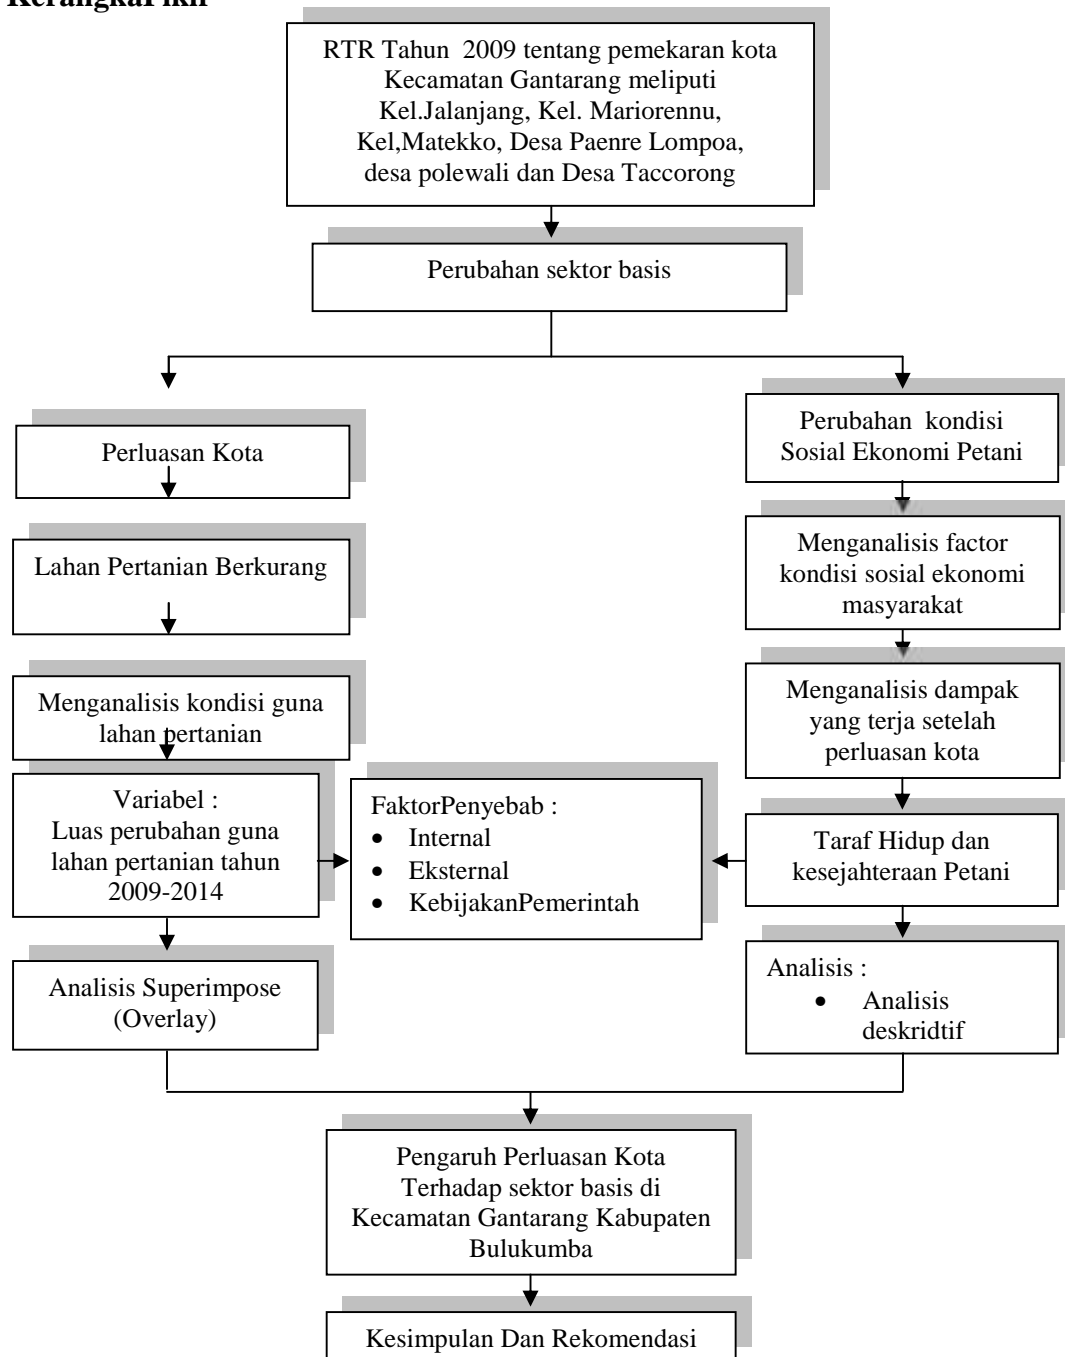 KerangkaPikir
RTR Tahun  2009 tentang pemekaran kota
Kecamatan Gantarang meliputi
Kel.Jalanjang, Kel. Mariorennu,
Kel,Matekko, Desa Paenre Lompoa,
desa polewali dan Desa Taccorong
Perubahan sektor basis
Perluasan Kota
Lahan Pertanian Berkurang
Menganalisis kondisi guna
lahan pertanian
Variabel :
Luas perubahan guna
lahan pertanian tahun
2009-2014
Analisis Superimpose
(Overlay)
FaktorPenyebab :
• Internal
• Eksternal
• KebijakanPemerintah
Perubahan  kondisi
Sosial Ekonomi Petani
Menganalisis factor
kondisi sosial ekonomi
masyarakat
Menganalisis dampak
yang terja setelah
perluasan kota
Taraf Hidup dan
kesejahteraan Petani
Analisis :
• Analisis
deskridtif
Pengaruh Perluasan Kota
Terhadap sektor basis di
Kecamatan Gantarang Kabupaten
Bulukumba
Kesimpulan Dan Rekomendasi